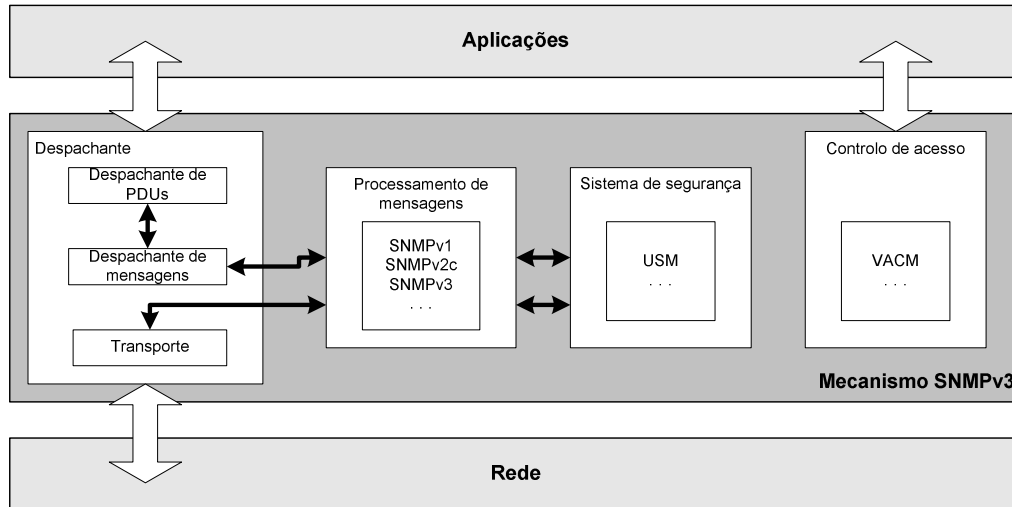 Aplicações
Despachante
Despachante de
PDUs
Despachante de
mensagens
Transporte
Processamento de
mensagens
SNMPv1
SNMPv2c
SNMPv3
. . .
Sistema de segurança
USM
. . .
Controlo de acesso
VACM
. . .
Mecanismo SNMPv3
Rede